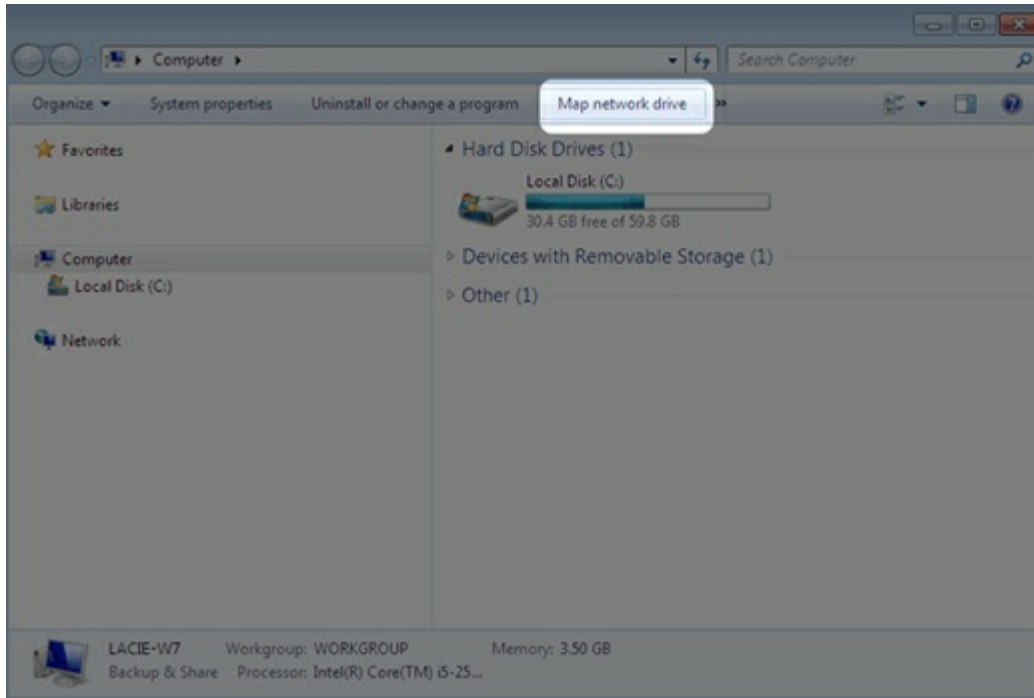 Computer
Search Computer
Organize
System properties
Uninstall or change a program
Map network drive
»
Favorites
Libraries
Computer
Local Disk (C:)
Network
Hard Disk Drives (1)
Local Disk (C:)
30.4 GB free of 59.8 GB
Devices with Removable Storage (1)
Other (1)
LACIE-W7 Workgroup: WORKGROUP Memory: 3.50 GB
Backup & Share Processor: Intel(R) Core(TM) i5-25...